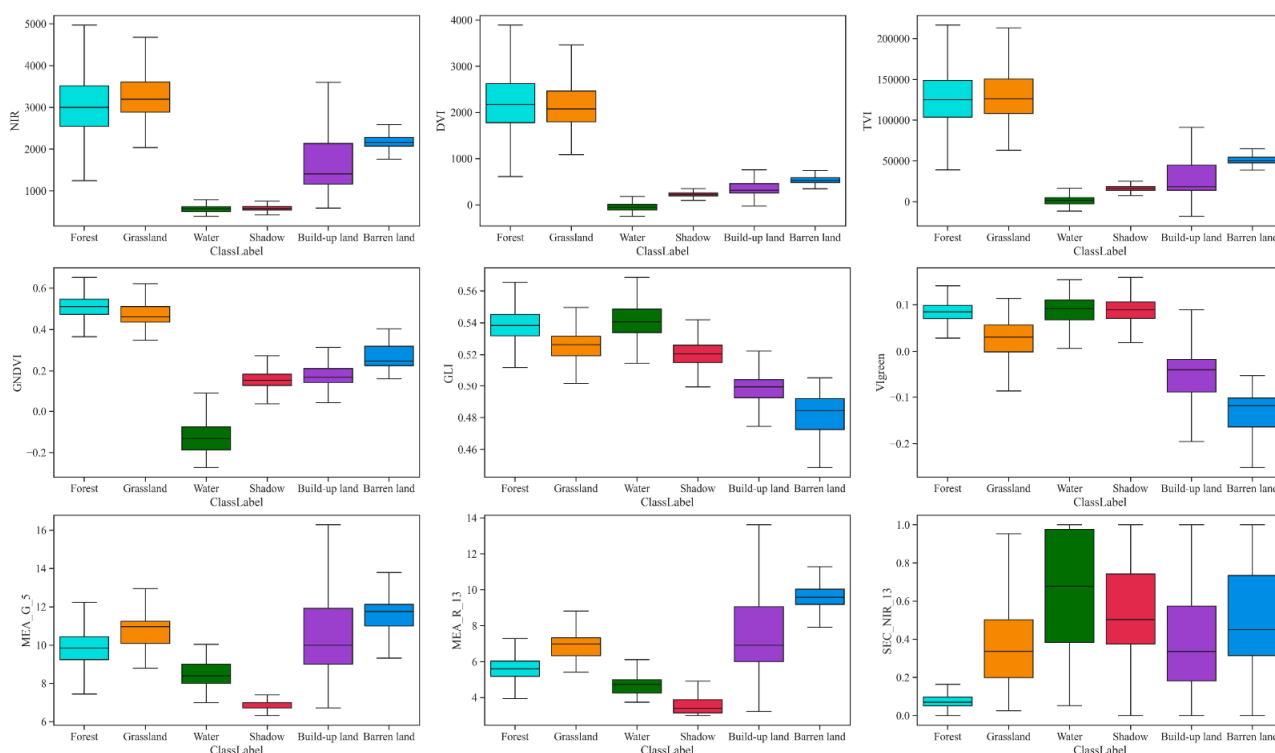 5000
4000
3000
2000
1000
NIR
Forest Grassland Water Shadow Build-up land Barren land
ClassLabel
4000
3000
2000
1000
0
DVI
Forest Grassland Water Shadow Build-up land Barren land
ClassLabel
200000
150000
100000
50000
0
TVI
Forest Grassland Water Shadow Build-up land Barren land
ClassLabel
0.6
0.4
0.2
0.0
−0.2
GNDVI
Forest Grassland Water Shadow Build-up land Barren land
ClassLabel
0.56
0.54
0.52
0.50
0.48
0.46
GLI
Forest Grassland Water Shadow Build-up land Barren land
ClassLabel
0.1
0.0
−0.1
−0.2
VIgreen
Forest Grassland Water Shadow Build-up land Barren land
ClassLabel
16
14
12
10
8
6
MEA_G_5
Forest Grassland Water Shadow Build-up land Barren land
ClassLabel
14
12
10
8
6
4
MEA_R_13
Forest Grassland Water Shadow Build-up land Barren land
ClassLabel
1.0
0.8
0.6
0.4
0.2
0.0
SEC_NIR_13
Forest Grassland Water Shadow Build-up land Barren land
ClassLabel